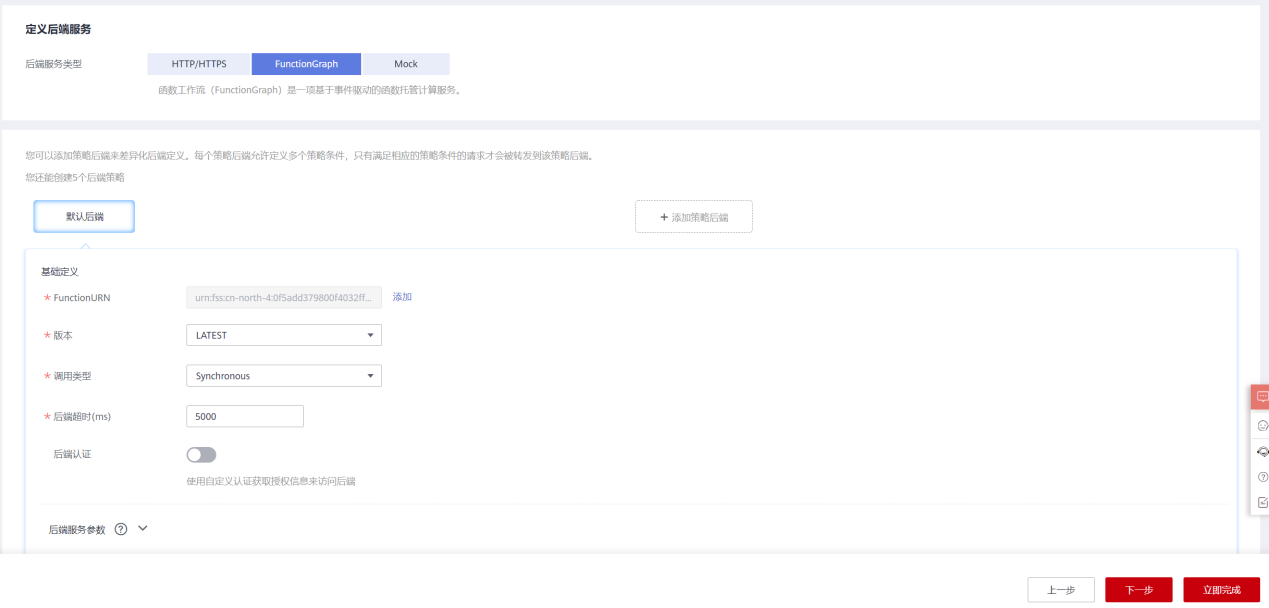 定义后端服务
后端服务类型 HTTP/HTTPS FunctionGraph Mock
函数工作流（FunctionGraph）是一项基于事件驱动的函数托管计算服务。
您可以添加策略后端来差异化后端定义。每个策略后端允许定义多个策略条件，只有满足相应的策略条件的请求才会被转发到该策略后端。
您还能创建5个后端策略
默认后端 + 添加策略后端
基础定义
* FunctionURN urn:fss:cn-north-4:0f5add379800f4032ff... 添加
* 版本 LATEST
* 调用类型 Synchronous
* 后端超时(ms) 5000
后端认证
使用自定义认证获取授权信息来访问后端
后端服务参数 ?
上一步 下一步 立即完成